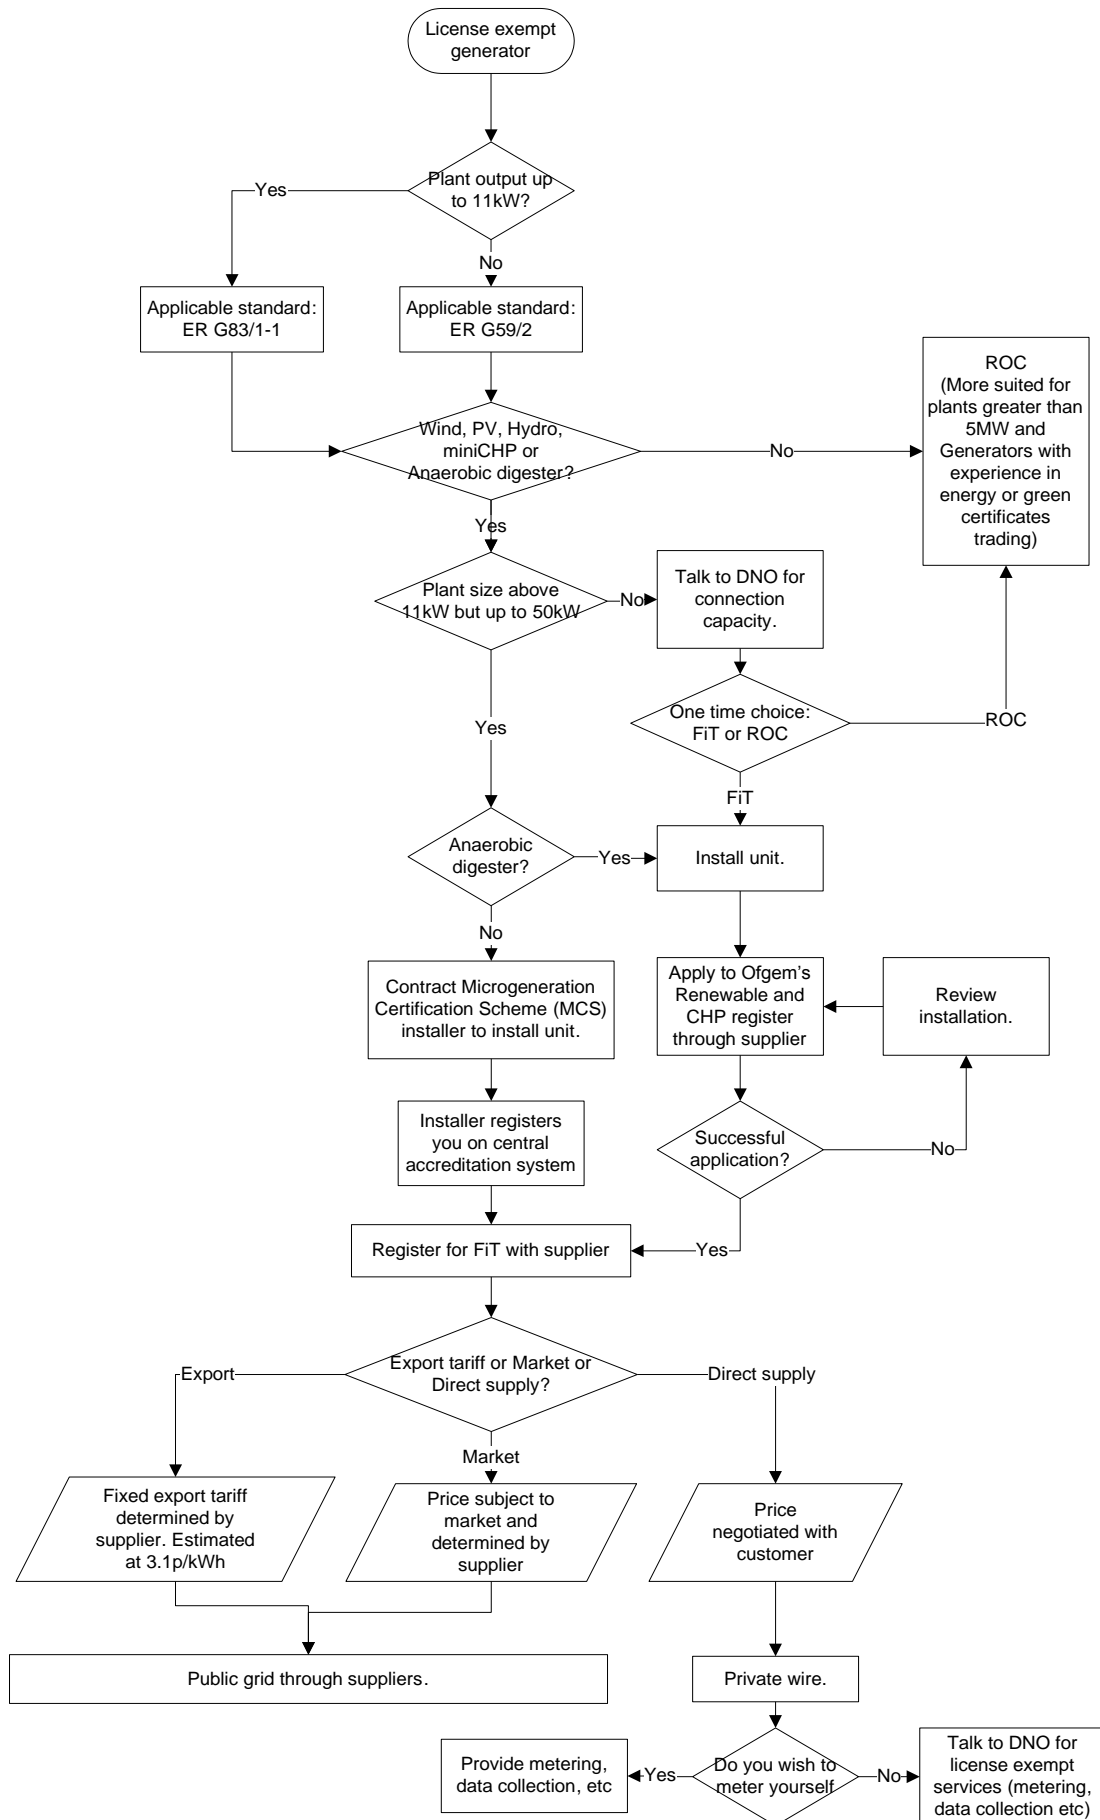 License exempt
generator
Plant output up
to 11kW?
Yes
No
Applicable standard:
ER G83/1-1
Applicable standard:
ER G59/2
ROC
(More suited for
plants greater than
5MW and
Generators with
experience in
energy or green
certificates
trading)
Wind, PV, Hydro,
miniCHP or
Anaerobic digester?
No
Yes
Plant size above
11kW but up to 50kW
No
Talk to DNO for
connection
capacity.
Yes
One time choice:
FiT or ROC
ROC
FiT
Anaerobic
digester?
Yes
Install unit.
No
Contract Microgeneration
Certification Scheme (MCS)
installer to install unit.
Apply to Ofgem's
Renewable and
CHP register
through supplier
Review
installation.
Installer registers
you on central
accreditation system
Successful
application?
No
Yes
Register for FiT with supplier
Export tariff or Market or
Direct supply?
Export
Direct supply
Market
Fixed export tariff
determined by
supplier. Estimated
at 3.1p/kWh
Price subject to
market and
determined by
supplier
Price
negotiated with
customer
Public grid through suppliers.
Private wire.
Provide metering,
data collection, etc
Yes
Do you wish to
meter yourself
No
Talk to DNO for
license exempt
services (metering,
data collection etc)